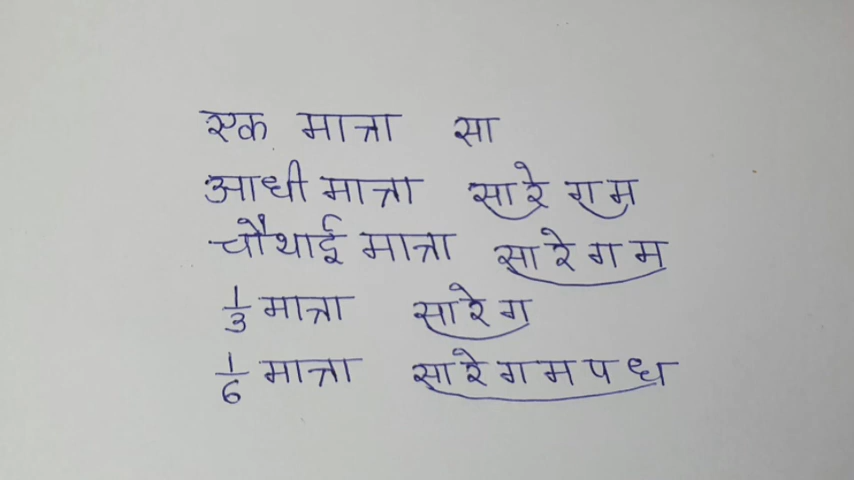 एक मात्रा सा
आधी मात्रा सारे गम
चौथाई मात्रा सारेगम
1/3 मात्रा सारेग
1/6 मात्रा सारेगमपध